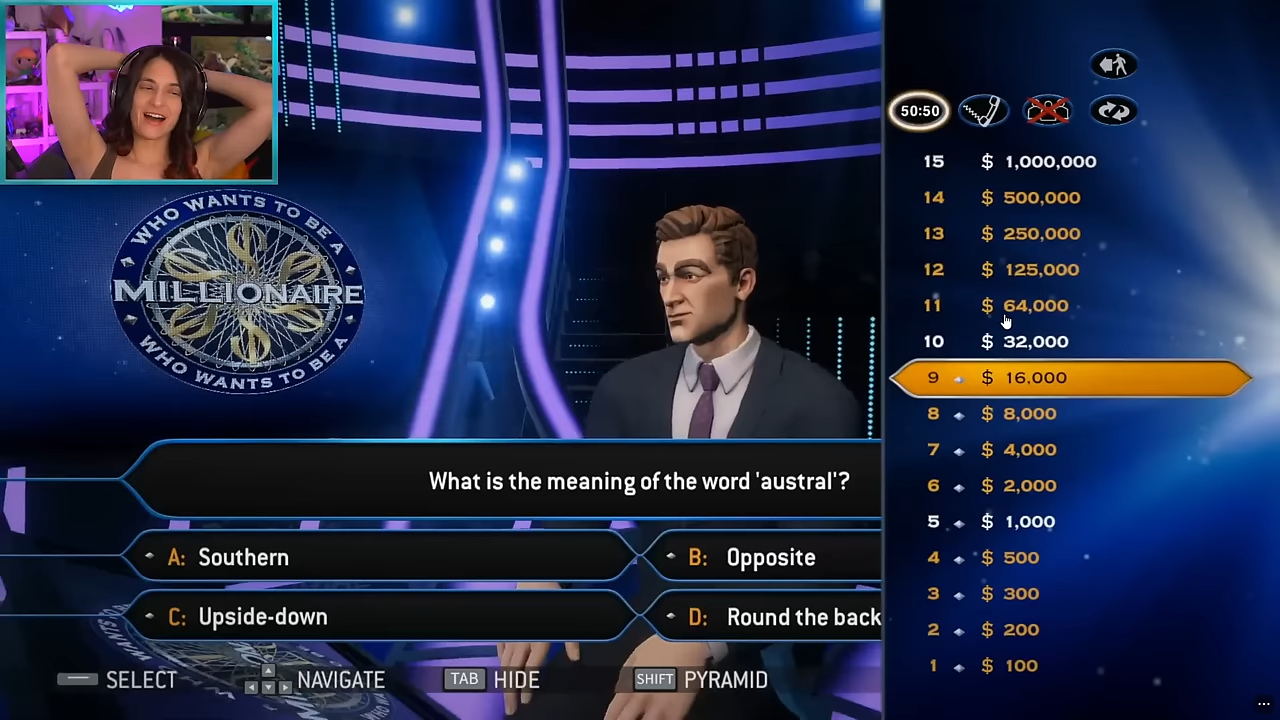 WHO WANTS TO BE A
MILLIONAIRE
WHO WANTS TO BE A
50:50
15 $ 1,000,000
14 $ 500,000
13 $ 250,000
12 $ 125,000
11 $ 64,000
10 $ 32,000
9 $ 16,000
8 $ 8,000
7 $ 4,000
6 $ 2,000
5 $ 1,000
4 $ 500
3 $ 300
2 $ 200
1 $ 100
What is the meaning of the word 'austral'?
A: Southern
B: Opposite
C: Upside-down
D: Round the back
SELECT
NAVIGATE
TAB HIDE
SHIFT PYRAMID